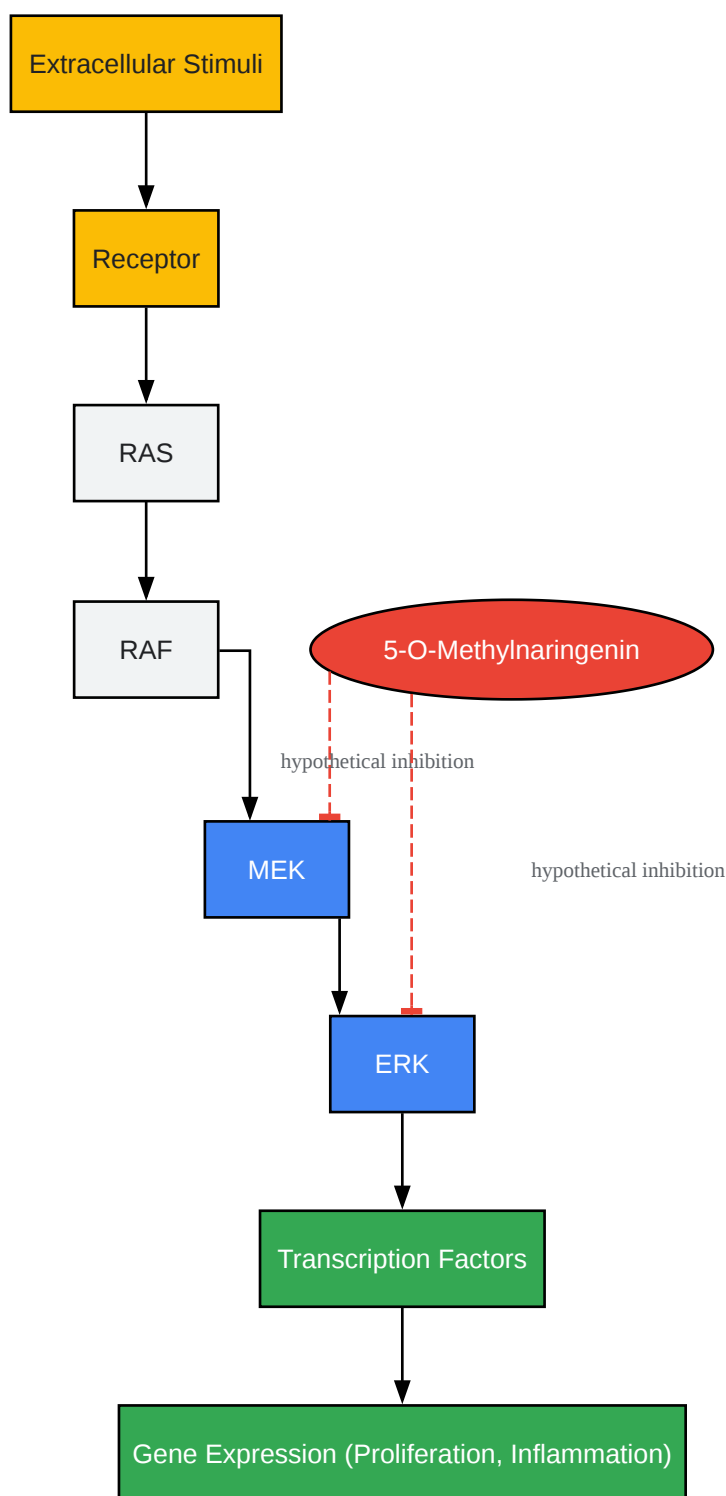 Extracellular Stimuli
Receptor
RAS
RAF
5-O-Methylnaringenin
hypothetical inhibition
MEK
hypothetical inhibition
ERK
Transcription Factors
Gene Expression (Proliferation, Inflammation)